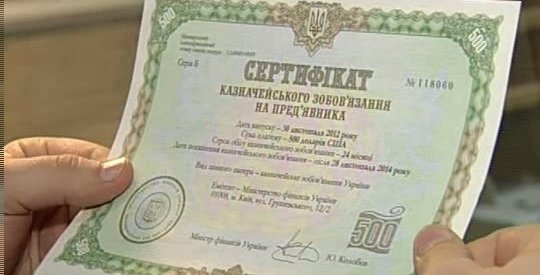 500
500
Міжнародний
ідентифікаційний
Серія Б
№ 118060
СЕРТИФІКАТ
КАЗНАЧЕЙСЬКОГО ЗОБОВ'ЯЗАННЯ
НА ПРЕД'ЯВНИКА
Дата випуску – 30 листопада 2012 року
Сума платежу – доларів США
Строк обігу казначейського зобов'язання – 24 місяці
Дата погашення казначейського зобов'язання – після 28 листопада 2014 року
Вид цінного папера – казначейське зобов'язання України
Емітент – Міністерство фінансів України
01008, м. Київ, вул. Грушевського, 12/2
500
Міністр фінансів України
Ю. Колобов